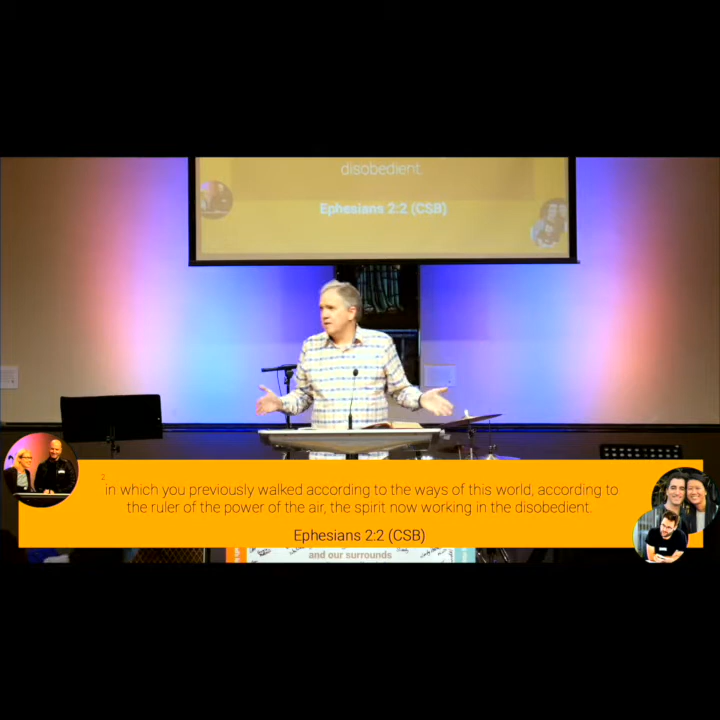 disobedient.
Ephesians 2:2 (CSB)
2
in which you previously walked according to the ways of this world, according to
the ruler of the power of the air, the spirit now working in the disobedient.
Ephesians 2:2 (CSB)
and our surrounds